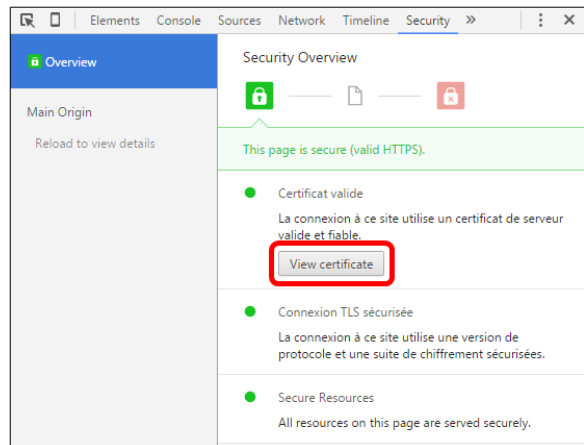 Elements Console Sources Network Timeline Security »
Overview
Main Origin
Reload to view details
Security Overview
This page is secure (valid HTTPS).
Certificat valide
La connexion à ce site utilise un certificat de serveur
valide et fiable.
View certificate
Connexion TLS sécurisée
La connexion à ce site utilise une version de
protocole et une suite de chiffrement sécurisées.
Secure Resources
All resources on this page are served securely.